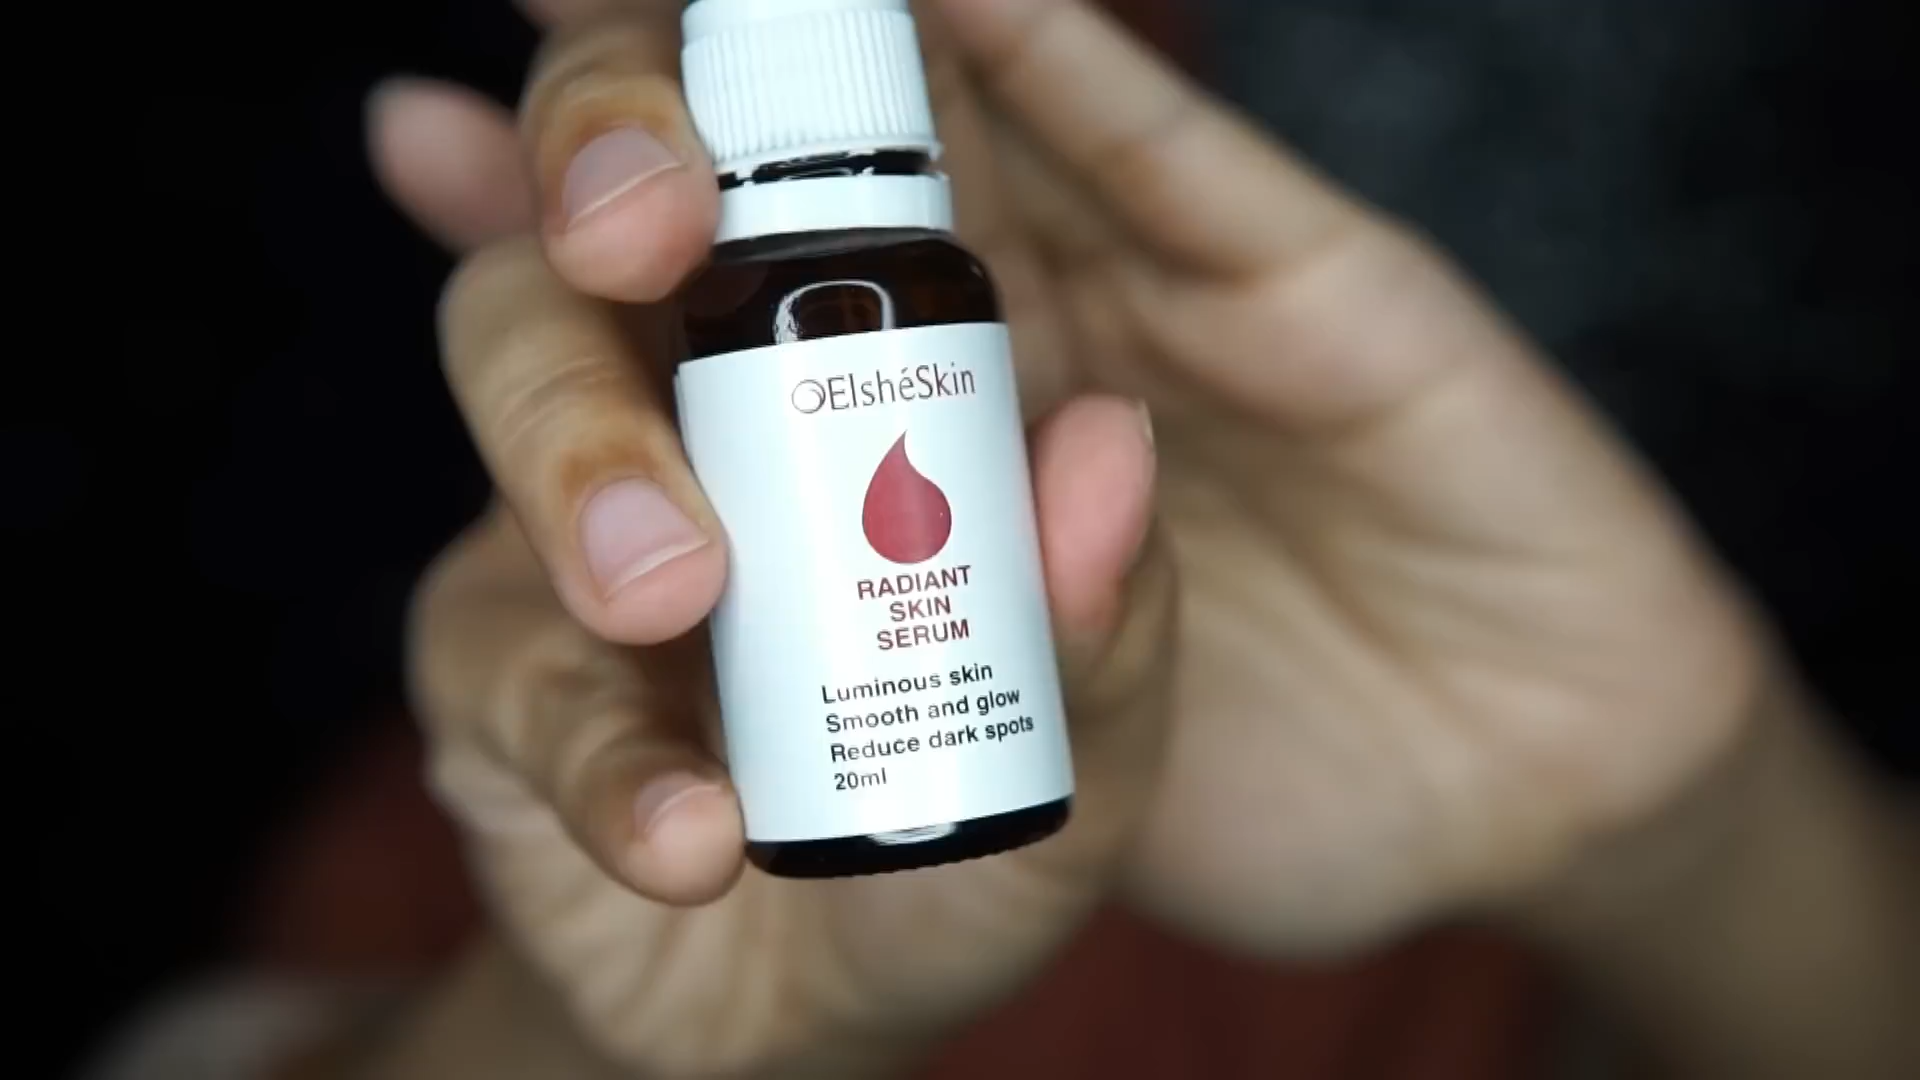 ElshéSkin
RADIANT
SKIN
SERUM
Luminous skin
Smooth and glow
Reduce dark spots
20ml